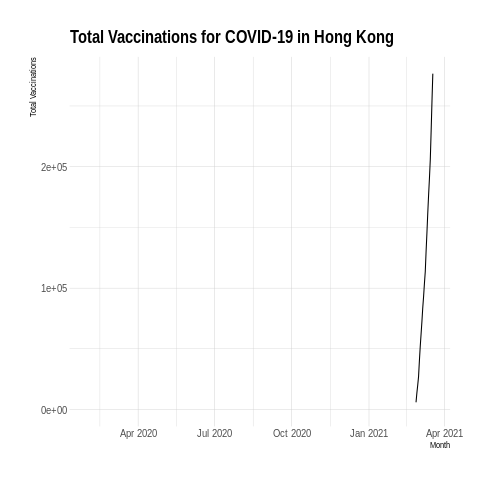 Total Vaccinations for COVID-19 in Hong Kong
Total Vaccinations
2e+05
1e+05
0e+00
Apr 2020 Jul 2020 Oct 2020 Jan 2021 Apr 2021
Month